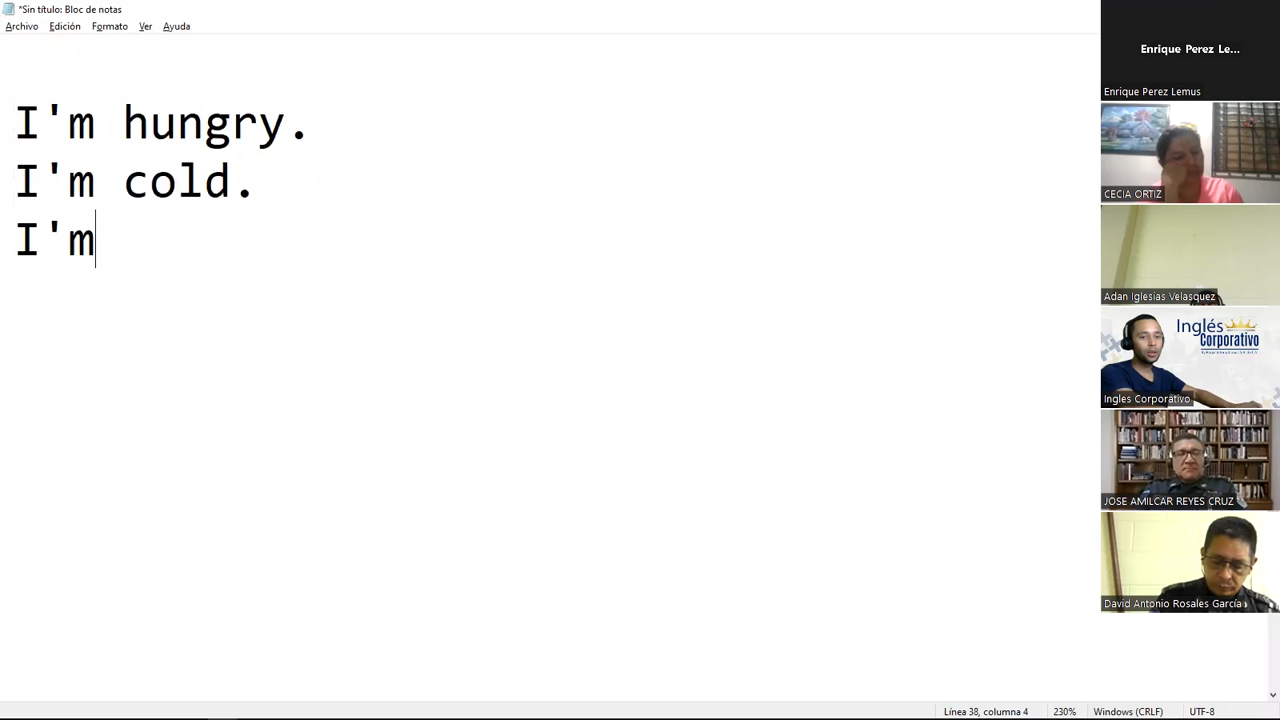 *Sin título: Bloc de notas
Archivo Edición Formato Ver Ayuda
I'm hungry.
I'm cold.
I'm
Enrique Perez Le...
Enrique Perez Lemus
CECIA ORTIZ
Adan Iglesias Velasquez
Inglés
Corporativo
Ingles Corporativo
JOSE AMILCAR REYES CRUZ
David Antonio Rosales García
Línea 38, columna 4 230% Windows (CRLF) UTF-8